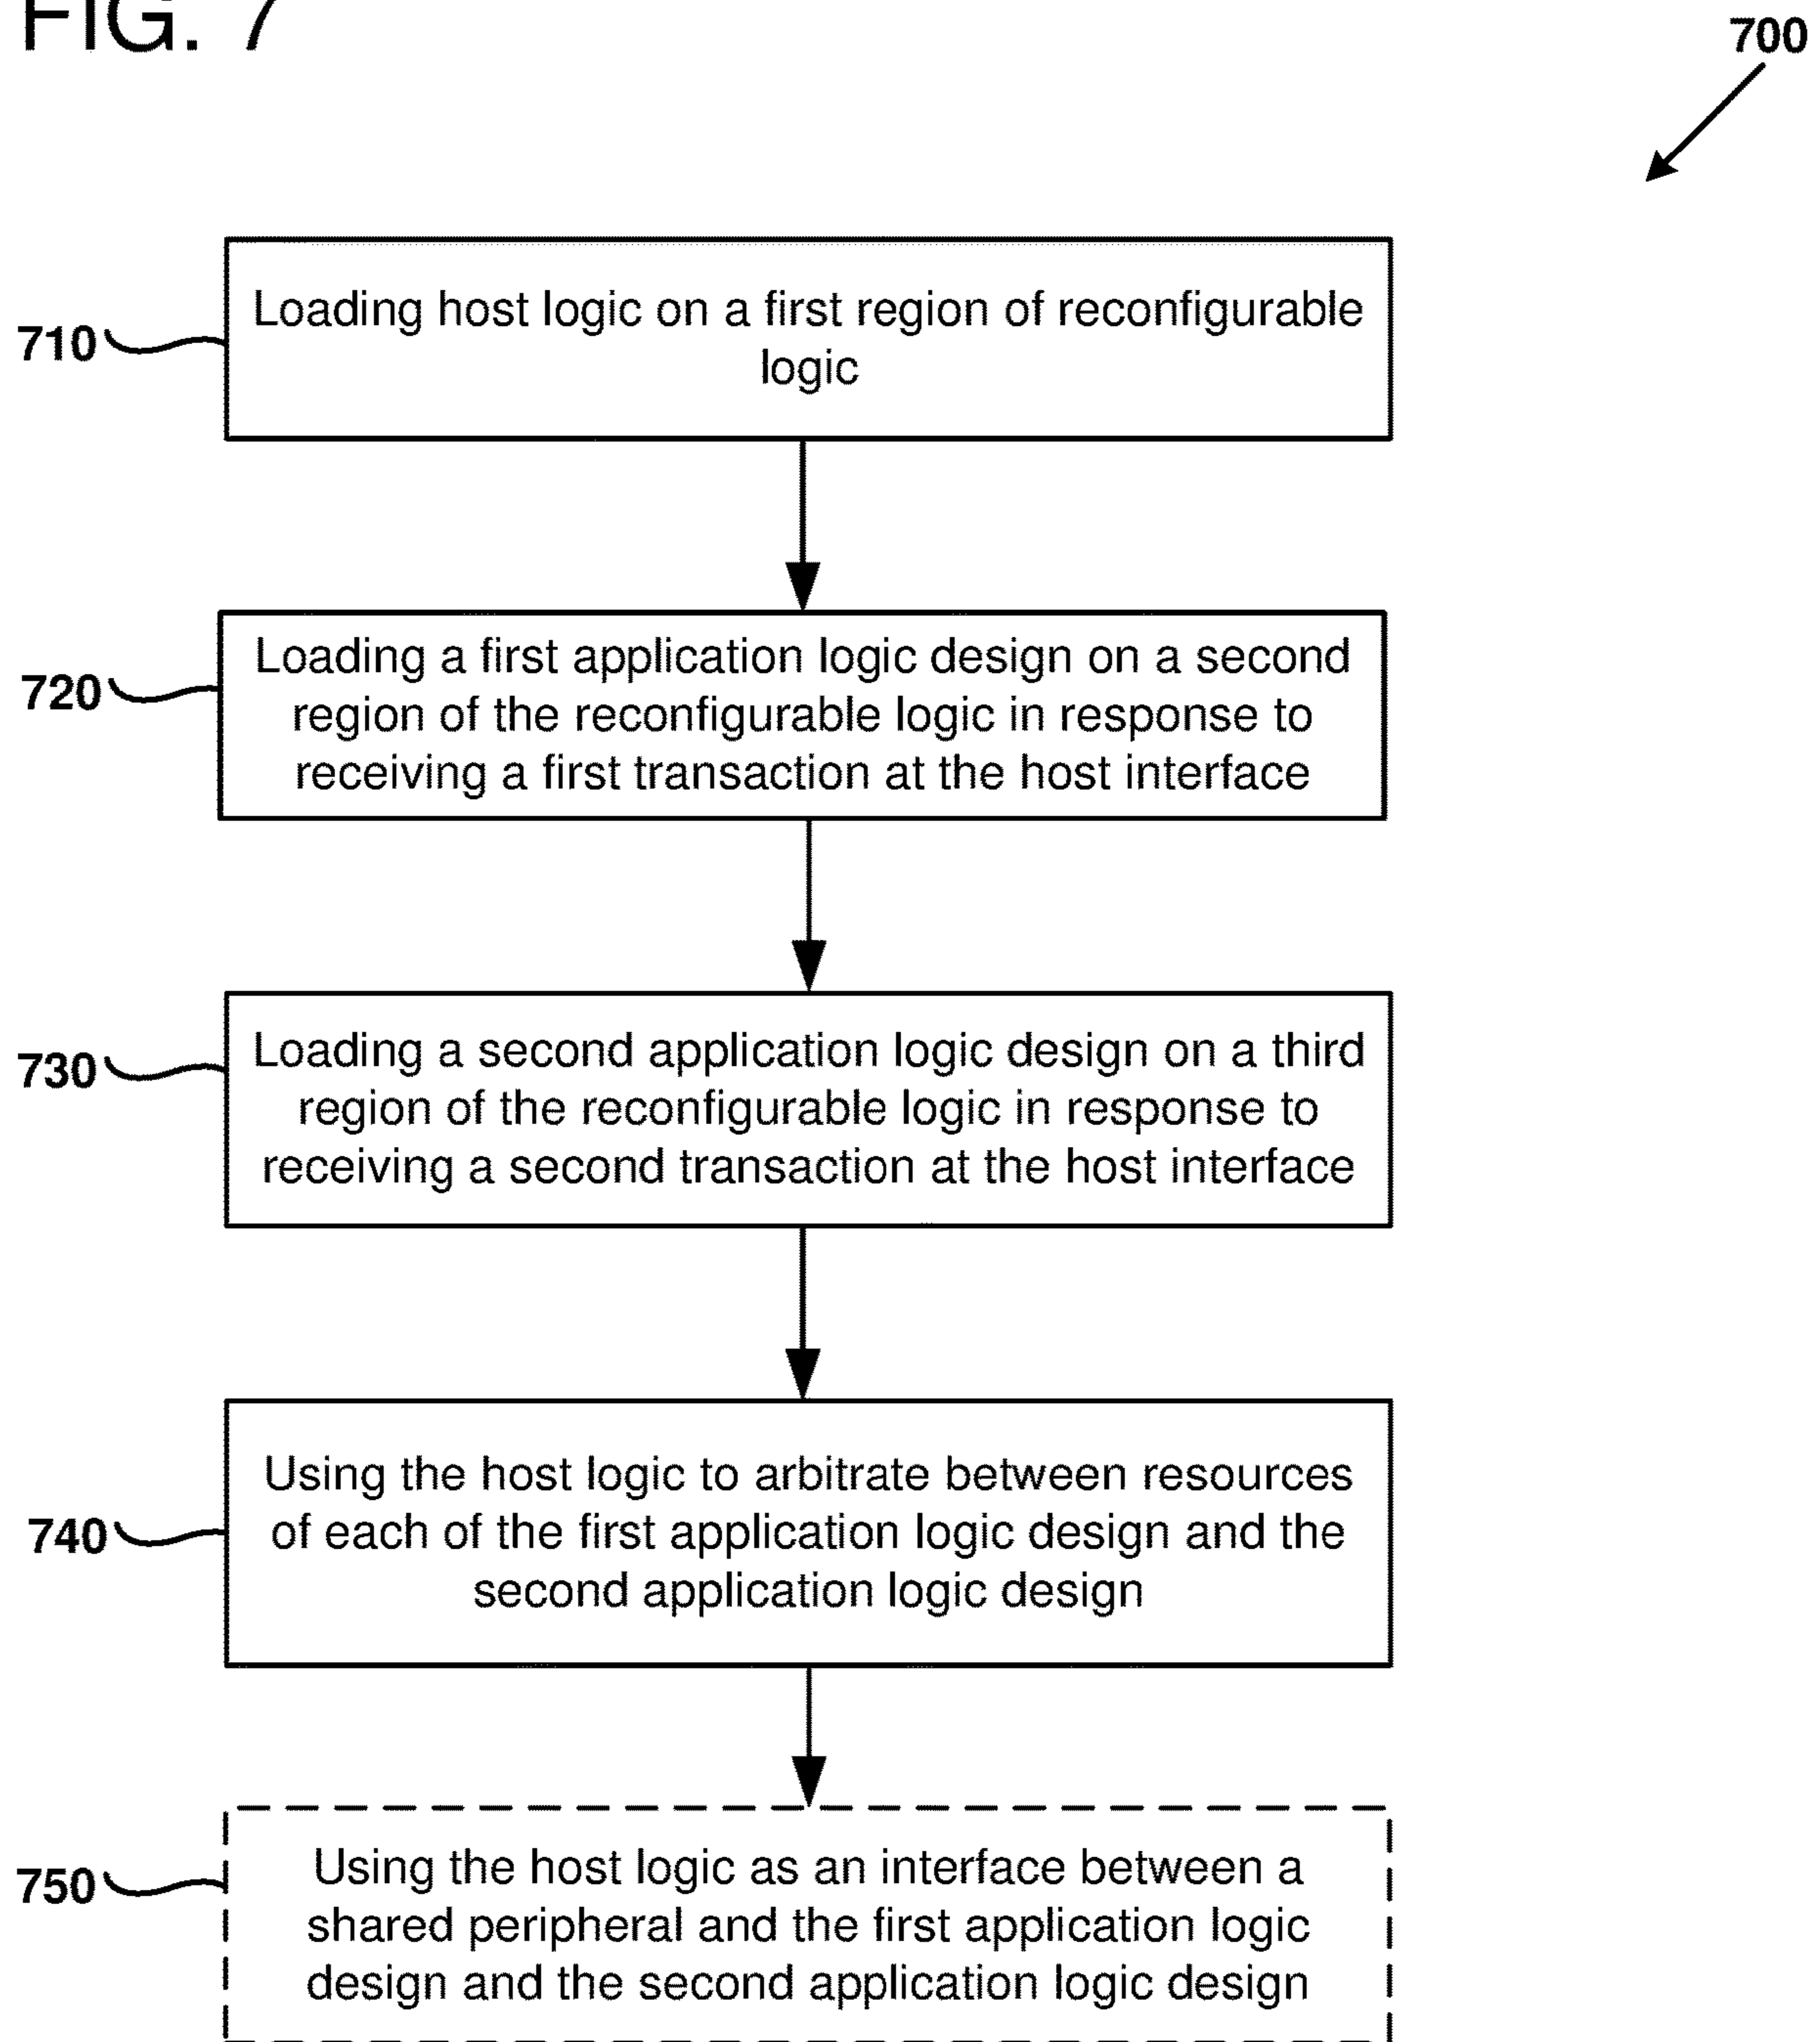 FIG. 7
700
710
Loading host logic on a first region of reconfigurable
logic
720
Loading a first application logic design on a second
region of the reconfigurable logic in response to
receiving a first transaction at the host interface
730
Loading a second application logic design on a third
region of the reconfigurable logic in response to
receiving a second transaction at the host interface
740
Using the host logic to arbitrate between resources
of each of the first application logic design and the
second application logic design
750
Using the host logic as an interface between a
shared peripheral and the first application logic
design and the second application logic design